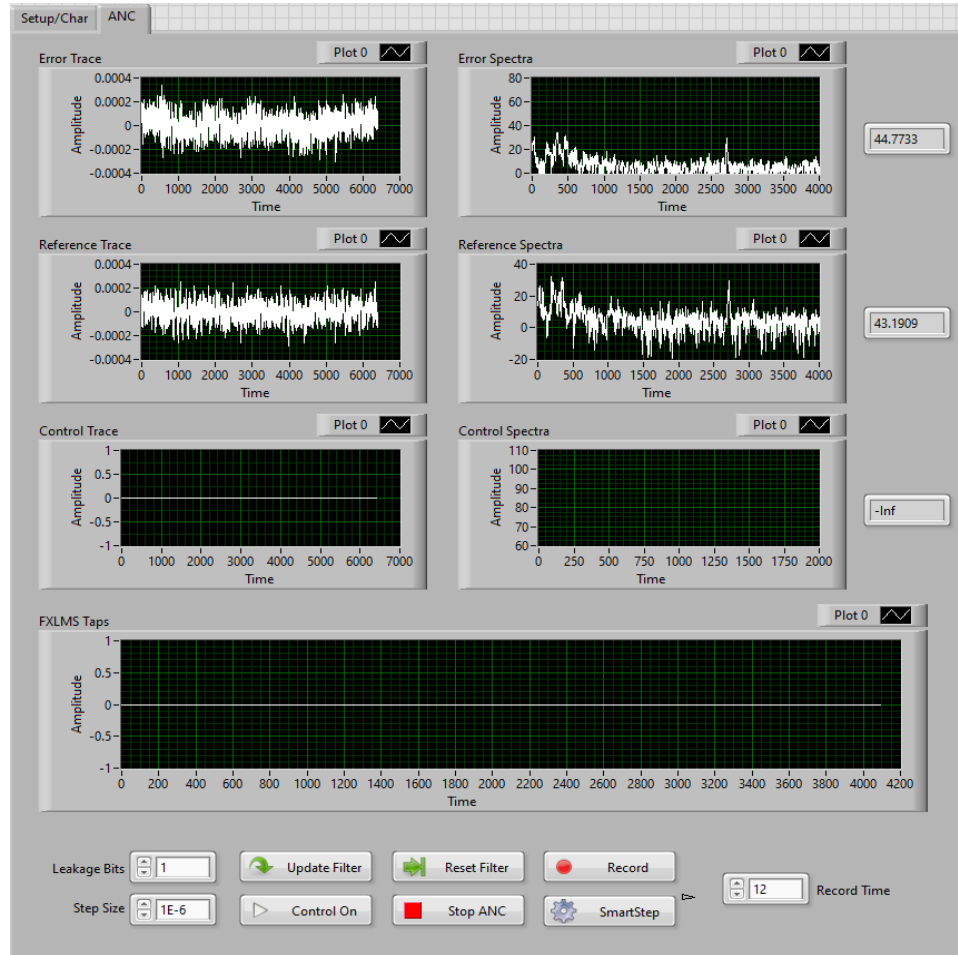 Setup/Char ANC
Error Trace Plot 0
Amplitude
0.0004
0.0002
0
-0.0002
-0.0004
0 1000 2000 3000 4000 5000 6000 7000
Time
Error Spectra Plot 0
Amplitude
80
60
40
20
0
0 500 1000 1500 2000 2500 3000 3500 4000
Time
44.7733
Reference Trace Plot 0
Amplitude
0.0004
0.0002
0
-0.0002
-0.0004
0 1000 2000 3000 4000 5000 6000 7000
Time
Reference Spectra Plot 0
Amplitude
40
20
0
-20
0 500 1000 1500 2000 2500 3000 3500 4000
Time
43.1909
Control Trace Plot 0
Amplitude
1
0.5
0
-0.5
-1
0 1000 2000 3000 4000 5000 6000 7000
Time
Control Spectra Plot 0
Amplitude
110
100
90
80
70
60
0 250 500 750 1000 1250 1500 1750 2000
Time
-Inf
FXLMS Taps Plot 0
Amplitude
1
0.5
0
-0.5
-1
0 200 400 600 800 1000 1200 1400 1600 1800 2000 2200 2400 2600 2800 3000 3200 3400 3600 3800 4000 4200
Time
Leakage Bits 1 Update Filter Reset Filter Record
Step Size 1E-6 Control On Stop ANC SmartStep
12 Record Time